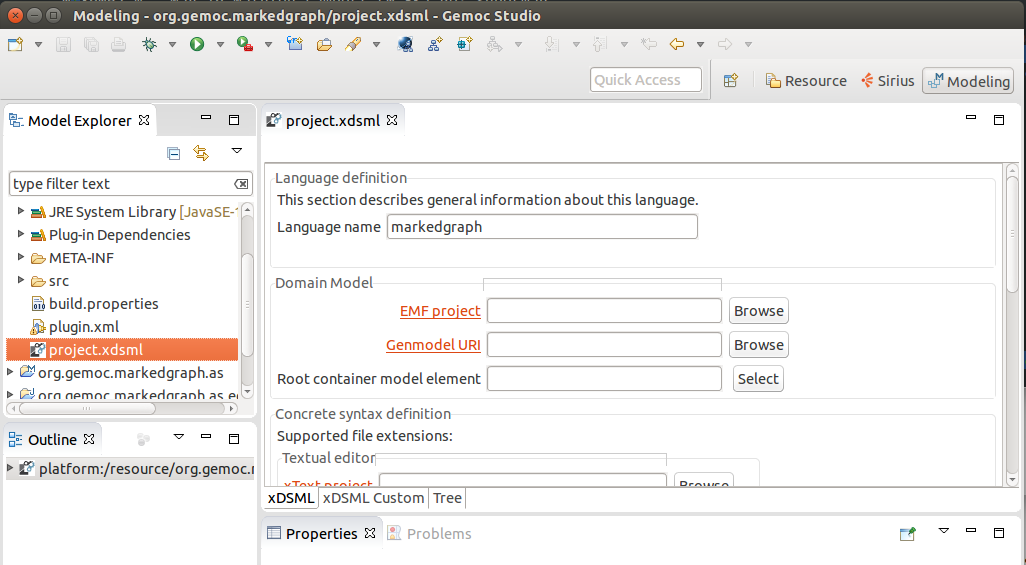 Modeling - org.gemoc.markedgraph/project.xdsml - Gemoc Studio
Quick Access
Resource
Sirius
Modeling
Model Explorer
type filter text
JRE System Library [JavaSE-1
Plug-in Dependencies
META-INF
src
build.properties
plugin.xml
project.xdsml
org.gemoc.markedgraph.as
org.gemoc.markedgraph.as.e
Outline
platform:/resource/org.gemoc.
project.xdsml
Language definition
This section describes general information about this language.
Language name markedgraph
Domain Model
EMF project Browse
Genmodel URI Browse
Root container model element Select
Concrete syntax definition
Supported file extensions:
Textual editor
xText project Browse
xDSML xDSML Custom Tree
Properties Problems